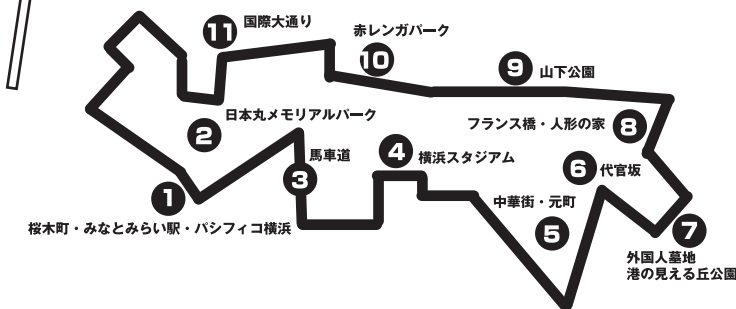 11 国際大通り
赤レンガパーク
10
9 山下公園
日本丸メモリアルパーク
2
フランス橋・人形の家 8
馬車道
3
4 横浜スタジアム
6 代官坂
1
桜木町・みなとみらい駅・パシフィコ横浜
中華街・元町
5
7
外国人墓地
港の見える丘公園